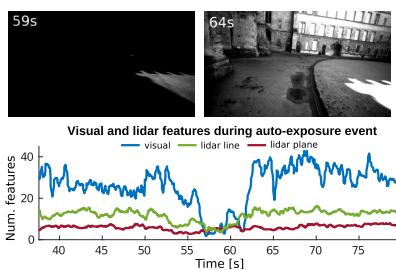 59s
64s
Visual and lidar features during auto-exposure event
visual lidar line lidar plane
Num. features
40
20
0
40 45 50 55 60 65 70 75
Time [s]